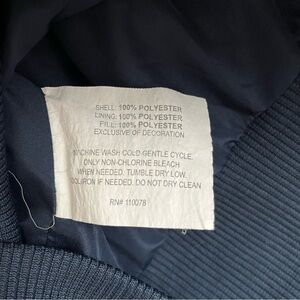 SHELL: 100% POLYESTER
LINING: 100% POLYESTER
FILL: 100% POLYESTER
EXCLUSIVE OF DECORATION
MACHINE WASH COLD GENTLE CYCLE.
ONLY NON-CHLORINE BLEACH
WHEN NEEDED. TUMBLE DRY LOW.
IRON IF NEEDED. DO NOT DRY CLEAN
RN# 110078